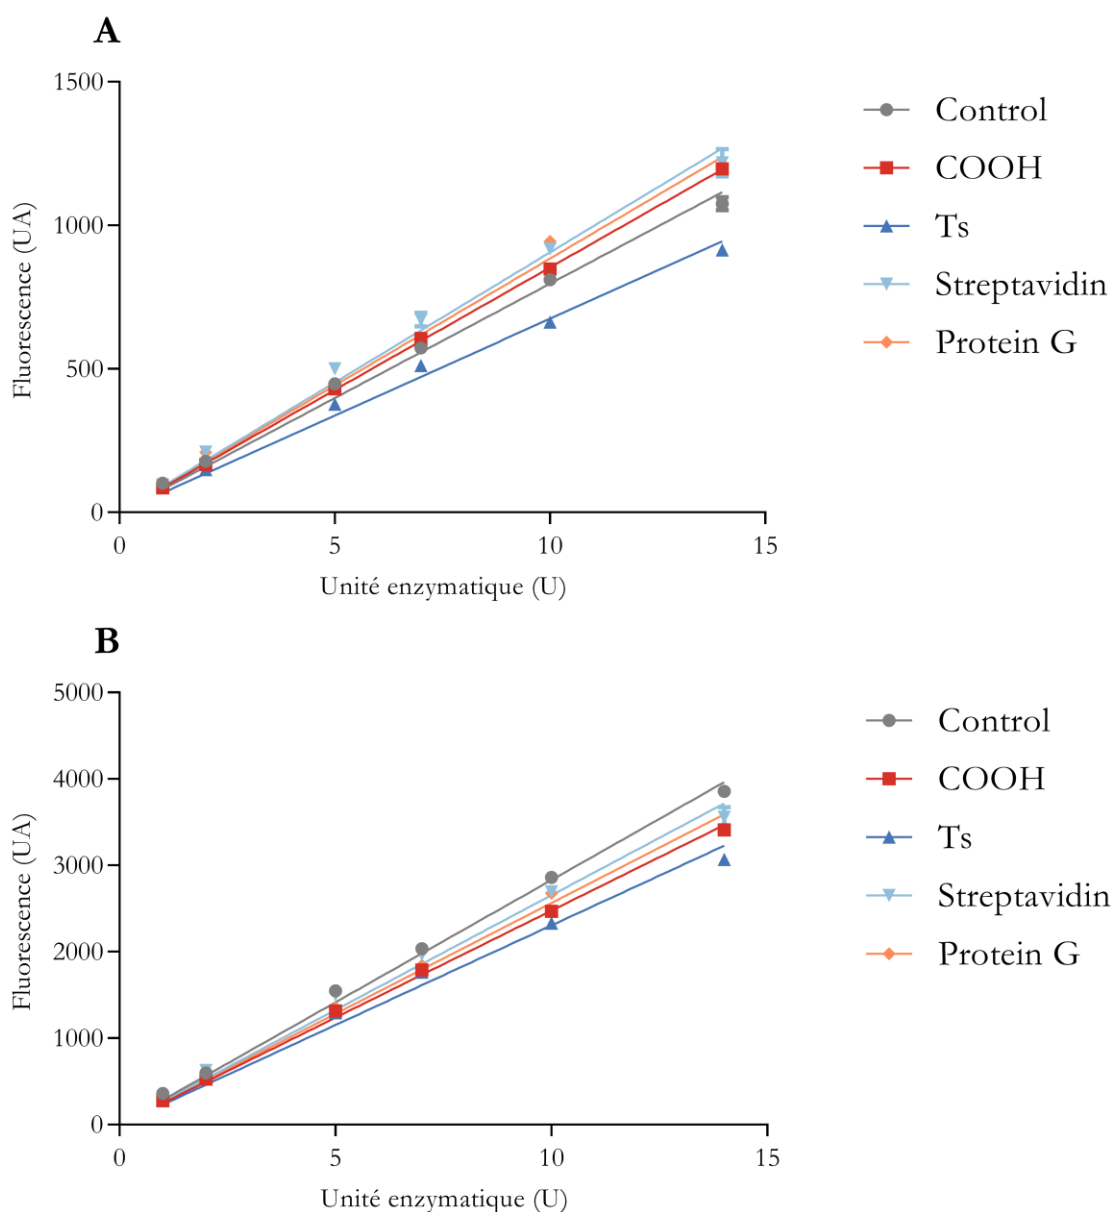 A
1500
1000
500
0
Fluorescence (UA)
0 5 10 15
Unité enzymatique (U)
Control
COOH
Ts
Streptavidin
Protein G
B
5000
4000
3000
2000
1000
0
Fluorescence (UA)
0 5 10 15
Unité enzymatique (U)
Control
COOH
Ts
Streptavidin
Protein G